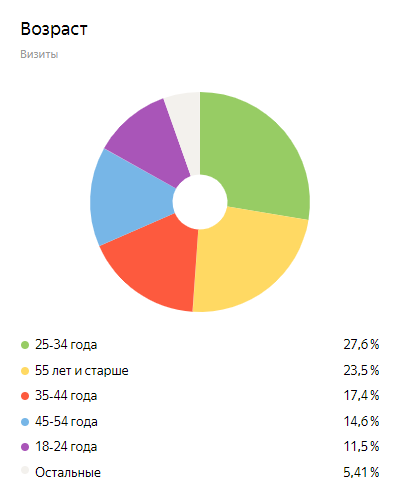 Возраст
Визиты
25-34 года 27,6 %
55 лет и старше 23,5 %
35-44 года 17,4 %
45-54 года 14,6 %
18-24 года 11,5 %
Остальные 5,41 %